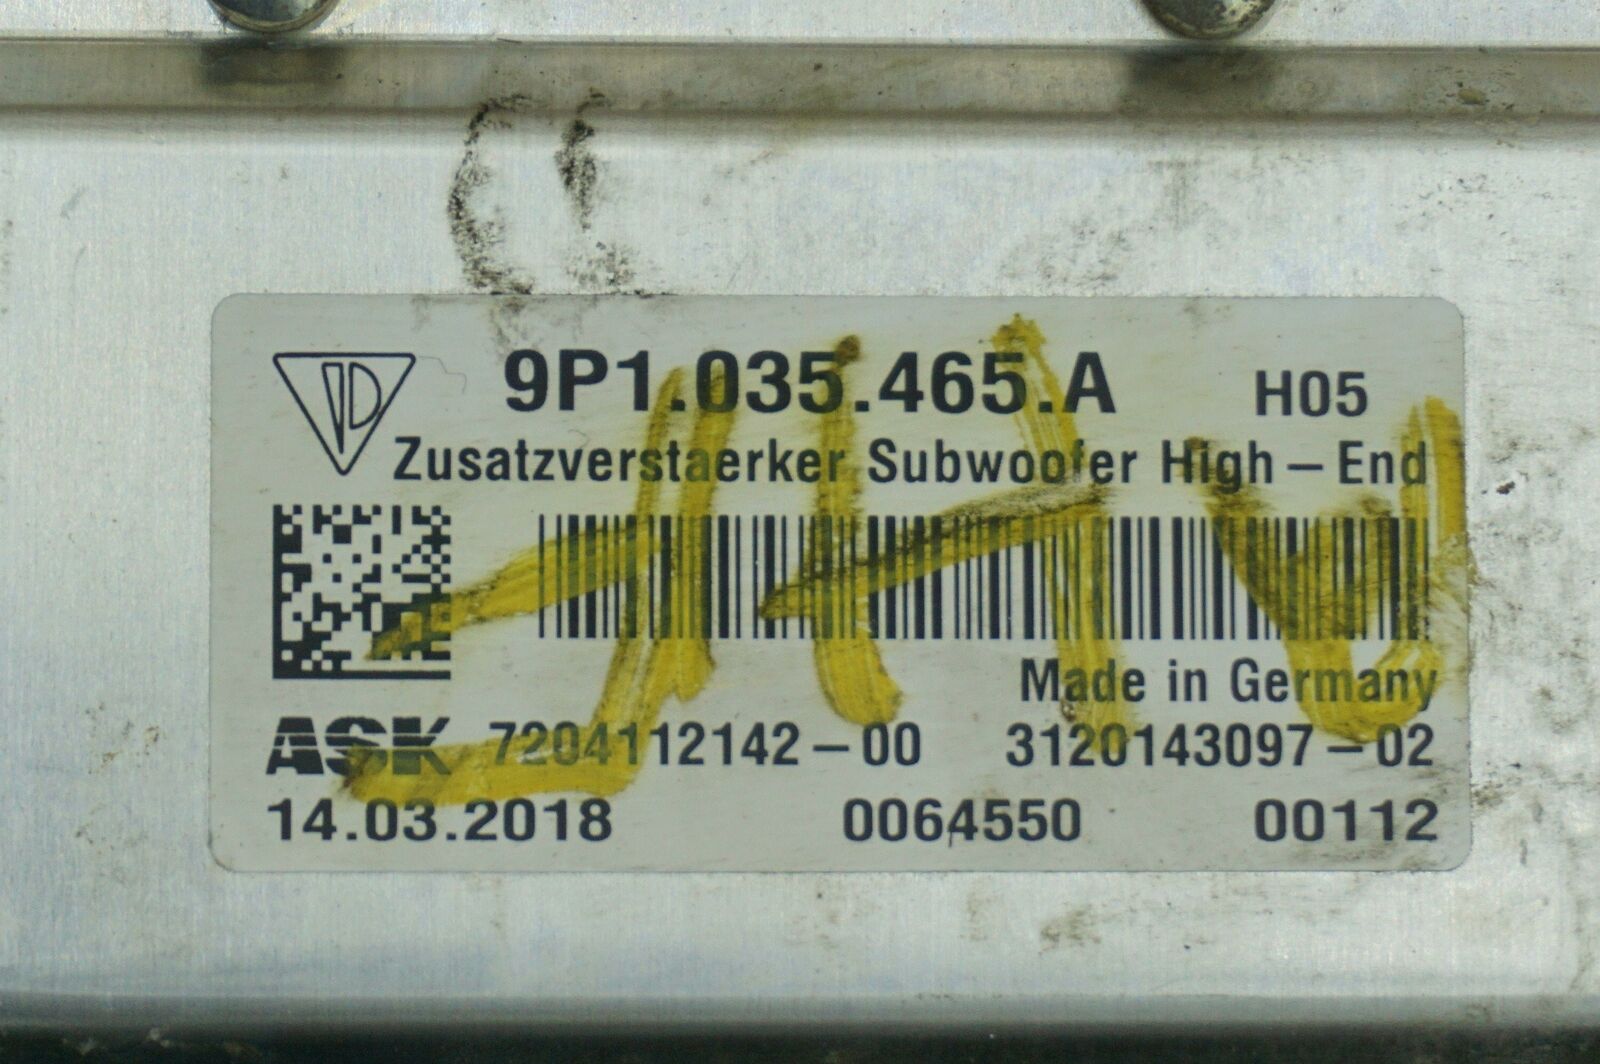 9P1.035.465.A H05
Zusatzverstaerker Subwoofer High-End
Made in Germany
ASK 7204112142-00 3120143097-02
14.03.2018 0064550 00112